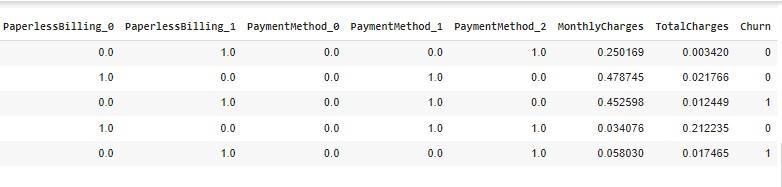 PaperlessBilling_0 PaperlessBilling_1 PaymentMethod_0 PaymentMethod_1 PaymentMethod_2 MonthlyCharges TotalCharges Churn
0.0 1.0 0.0 0.0 1.0 0.250169 0.003420 0
1.0 0.0 0.0 1.0 0.0 0.478745 0.021766 0
0.0 1.0 0.0 1.0 0.0 0.452598 0.012449 1
1.0 0.0 0.0 1.0 1.0 0.034076 0.212235 0
0.0 1.0 0.0 0.0 1.0 0.058030 0.017465 1